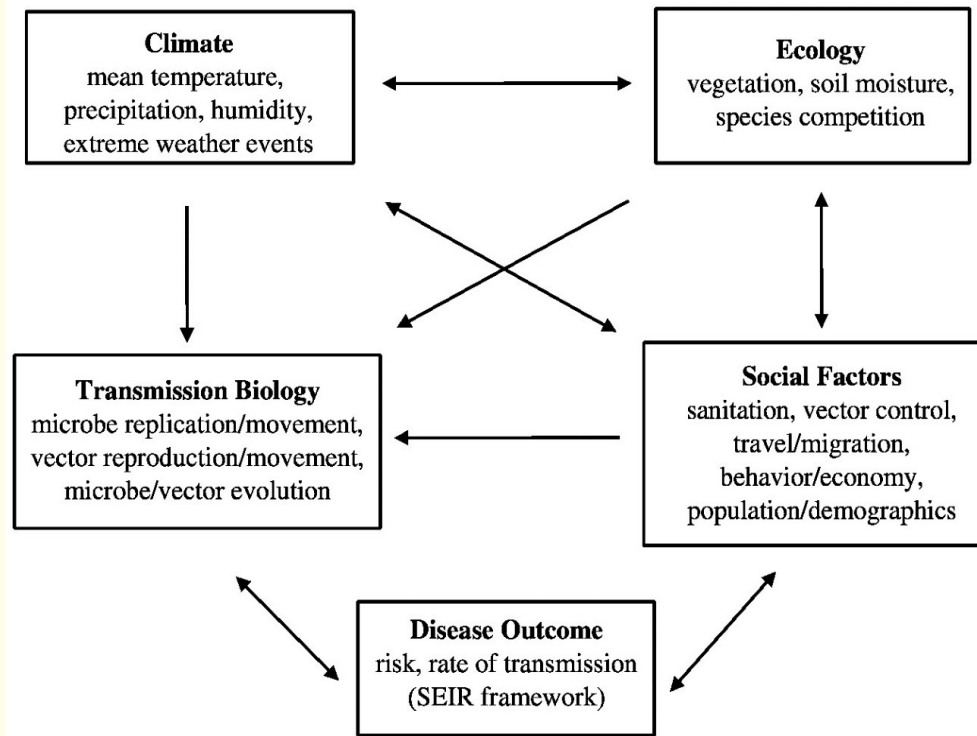 Climate
mean temperature,
precipitation, humidity,
extreme weather events
Ecology
vegetation, soil moisture,
species competition
Transmission Biology
microbe replication/movement,
vector reproduction/movement,
microbe/vector evolution
Social Factors
sanitation, vector control,
travel/migration,
behavior/economy,
population/demographics
Disease Outcome
risk, rate of transmission
(SEIR framework)